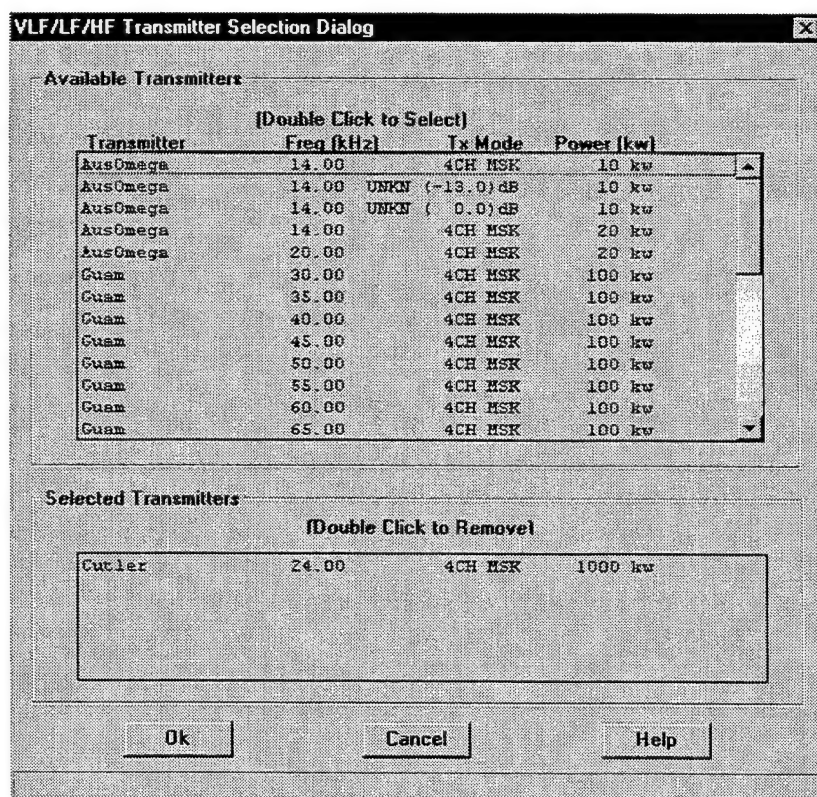 VLF/LF/HF Transmitter Selection Dialog
Available Transmitters
[Double Click to Select]
Transmitter Freq [kHz] Tx Mode Power [kw]
AusOmega 14.00 4CH MSK 10 kw
AusOmega 14.00 UNKN (-13.0)dB 10 kw
AusOmega 14.00 UNKN ( 0.0)dB 10 kw
AusOmega 14.00 4CH MSK 20 kw
AusOmega 20.00 4CH MSK 20 kw
Guam 30.00 4CH MSK 100 kw
Guam 35.00 4CH MSK 100 kw
Guam 40.00 4CH MSK 100 kw
Guam 45.00 4CH MSK 100 kw
Guam 50.00 4CH MSK 100 kw
Guam 55.00 4CH MSK 100 kw
Guam 60.00 4CH MSK 100 kw
Guam 65.00 4CH MSK 100 kw
Selected Transmitters
[Double Click to Remove]
Cutler 24.00 4CH MSK 1000 kw
Ok Cancel Help